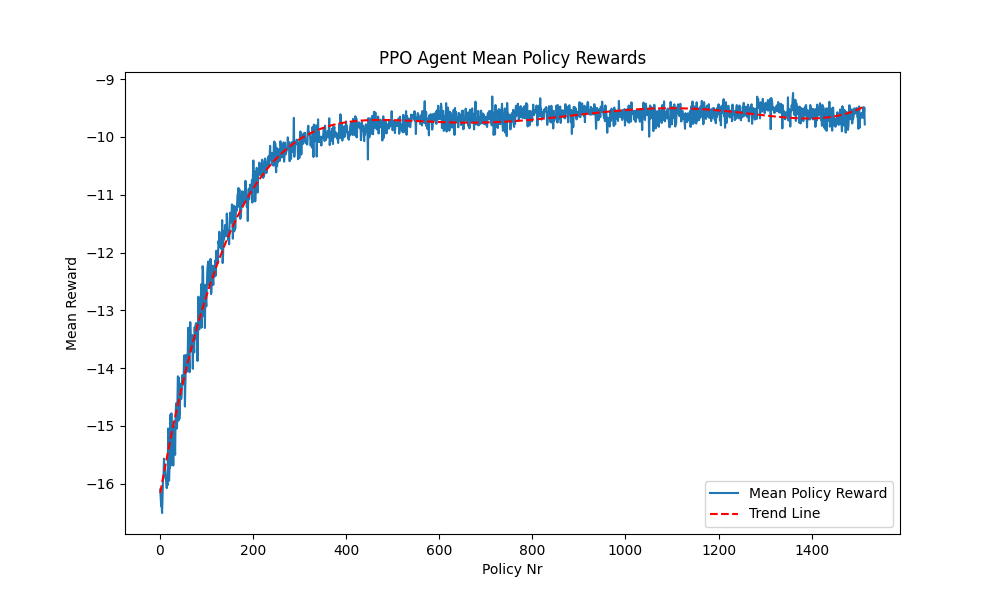 PPO Agent Mean Policy Rewards
Mean Reward
−9
−10
−11
−12
−13
−14
−15
−16
0 200 400 600 800 1000 1200 1400
Policy Nr
Mean Policy Reward
Trend Line